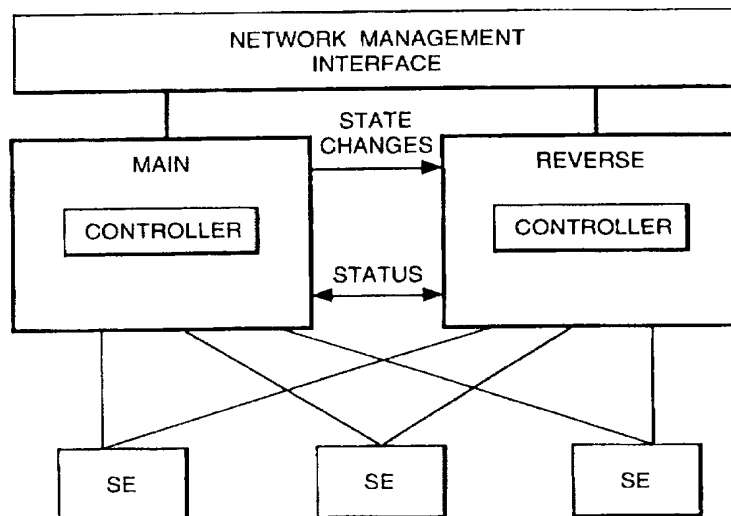 NETWORK MANAGEMENT
INTERFACE
STATE
CHANGES
MAIN
REVERSE
CONTROLLER
CONTROLLER
STATUS
SE
SE
SE